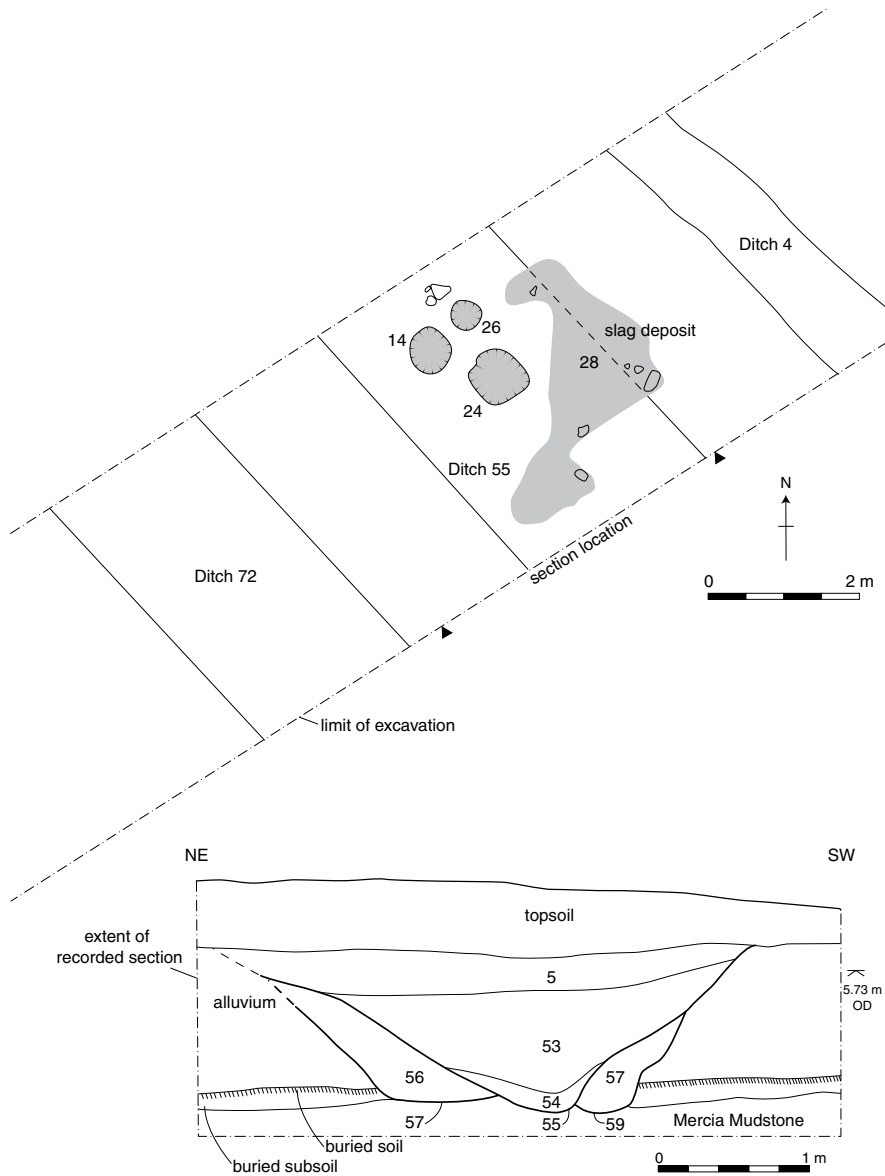 Ditch 4
slag deposit
14
26
28
24
Ditch 55
N
section location
0 2 m
Ditch 72
limit of excavation
NE
SW
topsoil
extent of
recorded section
5
alluvium
5.73 m
OD
53
56
57
54
57
55
59
Mercia Mudstone
buried soil
buried subsoil
0 1 m